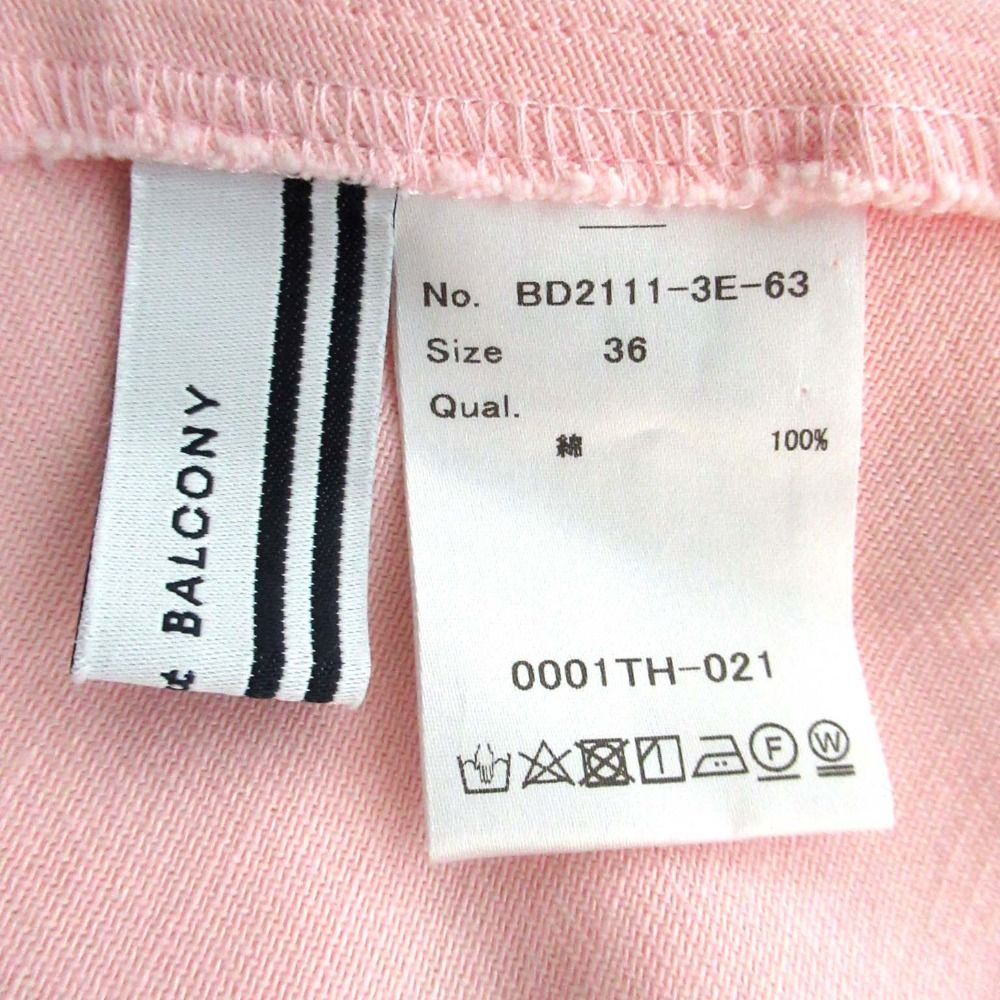 BALCONY
No. BD2111-3E-63
Size 36
Qual.
綿 100%
0001TH-021
F W